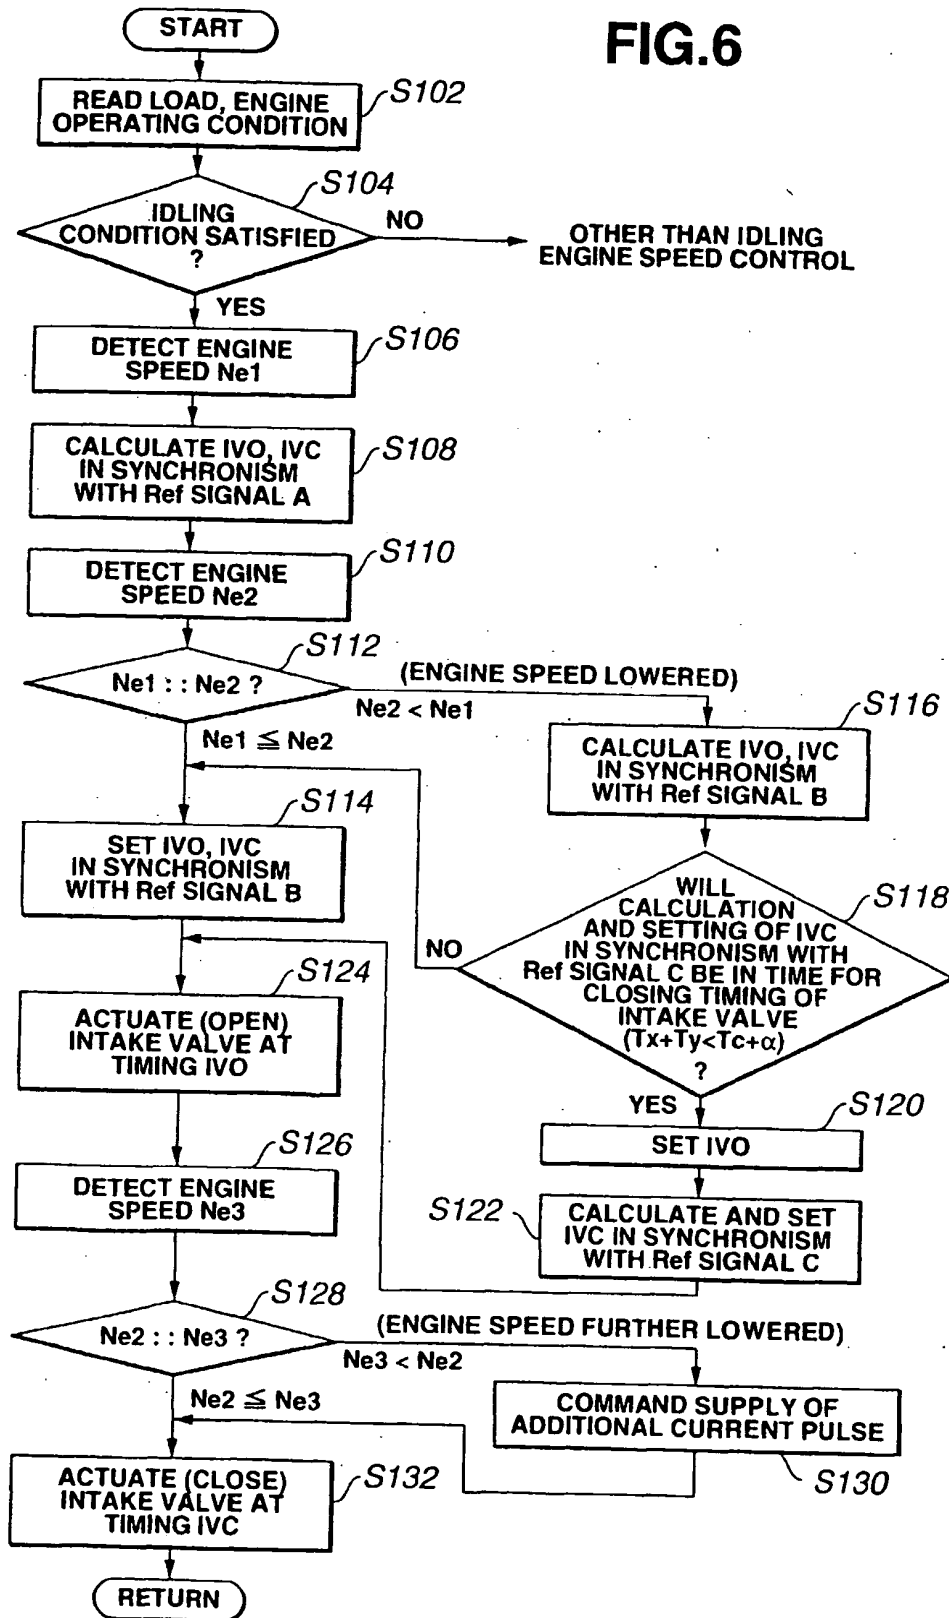 START
FIG.6
READ LOAD, ENGINE
OPERATING CONDITION
S102
S104
IDLING
CONDITION SATISFIED
?
NO
OTHER THAN IDLING
ENGINE SPEED CONTROL
YES
DETECT ENGINE
SPEED Ne1
S106
CALCULATE IVO, IVC
IN SYNCHRONISM
WITH Ref SIGNAL A
S108
DETECT ENGINE
SPEED Ne2
S110
S112
Ne1 : : Ne2 ?
(ENGINE SPEED LOWERED)
Ne2 < Ne1
Ne1 ≦ Ne2
S116
CALCULATE IVO, IVC
IN SYNCHRONISM
WITH Ref SIGNAL B
S114
SET IVO, IVC
IN SYNCHRONISM
WITH Ref SIGNAL B
S118
WILL
CALCULATION
AND SETTING OF IVC
IN SYNCHRONISM WITH
Ref SIGNAL C BE IN TIME FOR
CLOSING TIMING OF
INTAKE VALVE
(Tx+Ty<Tc+α)
?
NO
YES
S124
ACTUATE (OPEN)
INTAKE VALVE AT
TIMING IVO
S120
SET IVO
S122
CALCULATE AND SET
IVC IN SYNCHRONISM
WITH Ref SIGNAL C
S126
DETECT ENGINE
SPEED Ne3
S128
Ne2 : : Ne3 ?
(ENGINE SPEED FURTHER LOWERED)
Ne3 < Ne2
Ne2 ≦ Ne3
COMMAND SUPPLY OF
ADDITIONAL CURRENT PULSE
S130
ACTUATE (CLOSE)
INTAKE VALVE AT
TIMING IVC
S132
RETURN